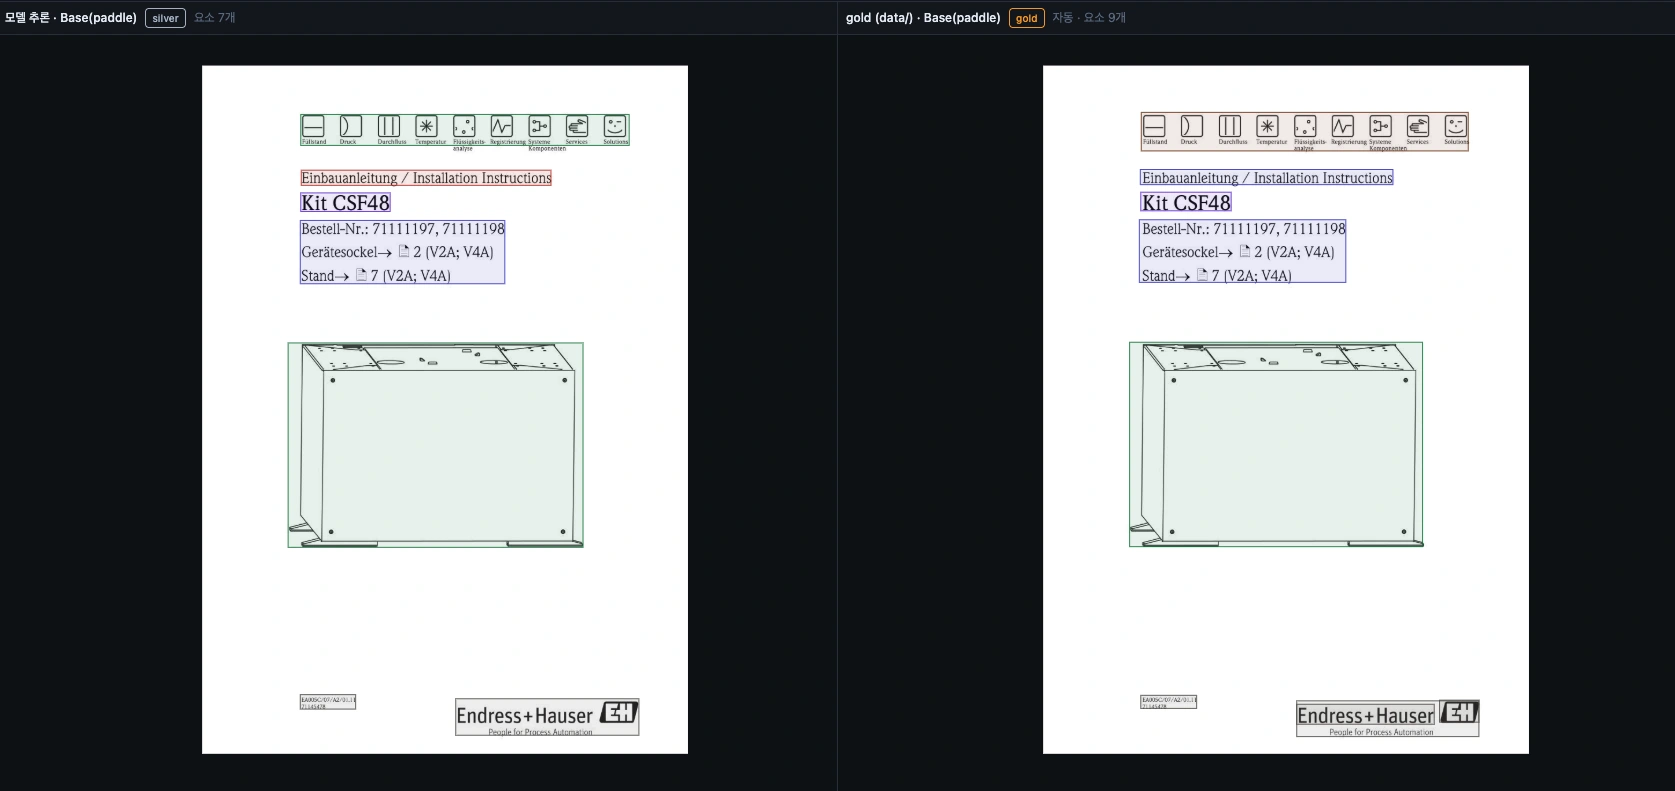 모델 추론 · Base(paddle) silver 요소 7개
Füllstand Druck Durchfluss Temperatur Flüssigkeits-analyse Registrierung Systeme Komponenten Services Solutions
Einbauanleitung / Installation Instructions
Kit CSF48
Bestell-Nr.: 71111197, 71111198
Gerätesockel→ 2 (V2A; V4A)
Stand→ 7 (V2A; V4A)
71145478
Endress+Hauser EH
People for Process Automation
gold (data/) · Base(paddle) gold 자동 · 요소 9개
Füllstand Druck Durchfluss Temperatur Flüssigkeits-analyse Registrierung Systeme Komponenten Services Solutions
Einbauanleitung / Installation Instructions
Kit CSF48
Bestell-Nr.: 71111197, 71111198
Gerätesockel→ 2 (V2A; V4A)
Stand→ 7 (V2A; V4A)
71145478
Endress+Hauser EH
People for Process Automation